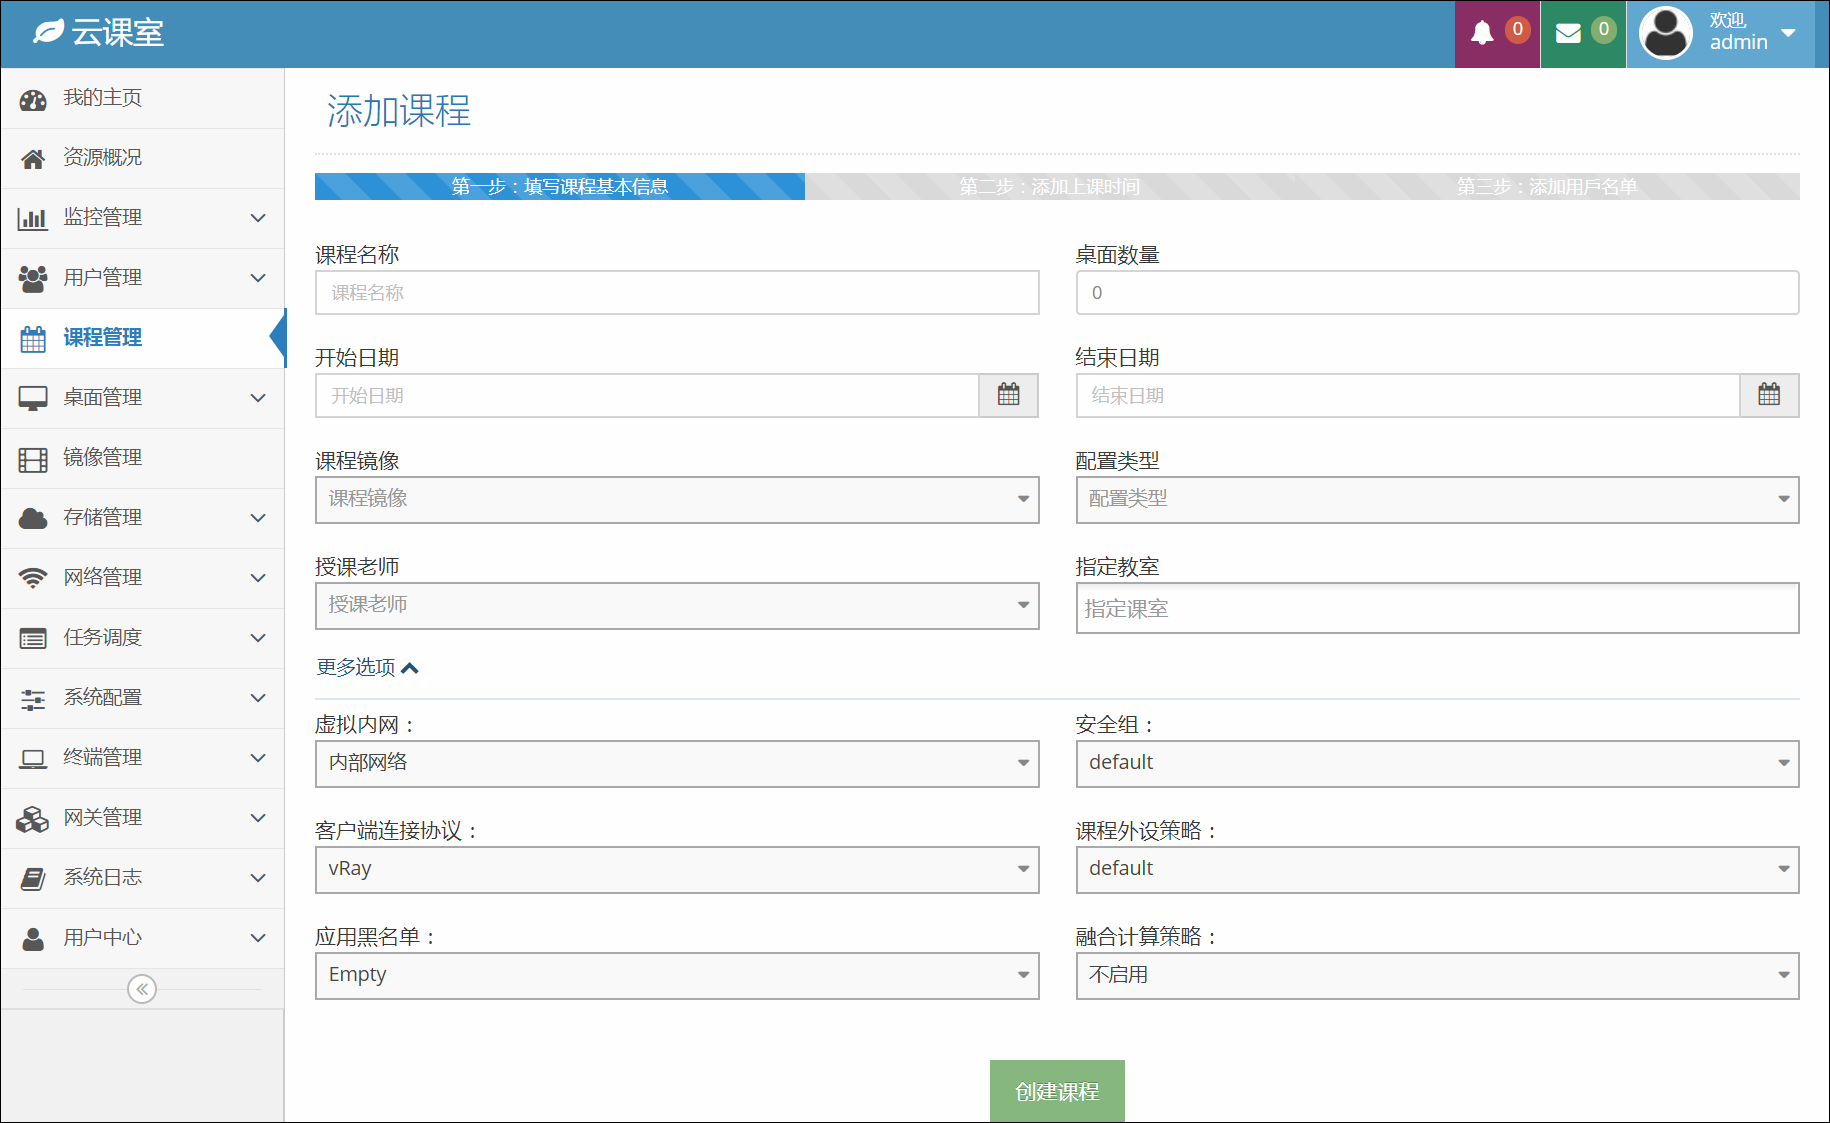 云课室
0
0
欢迎,
admin
我的主页
资源概况
监控管理
用户管理
课程管理
桌面管理
镜像管理
存储管理
网络管理
任务调度
系统配置
终端管理
网关管理
系统日志
用户中心
添加课程
第一步：填写课程基本信息
第二步：添加上课时间
第三步：添加用戶名单
课程名称
桌面数量
课程名称
0
开始日期
结束日期
开始日期
结束日期
课程镜像
配置类型
课程镜像
配置类型
授课老师
指定教室
授课老师
指定课室
更多选项
虚拟内网：
安全组：
内部网络
default
客户端连接协议：
课程外设策略：
vRay
default
应用黑名单：
融合计算策略：
Empty
不启用
创建课程